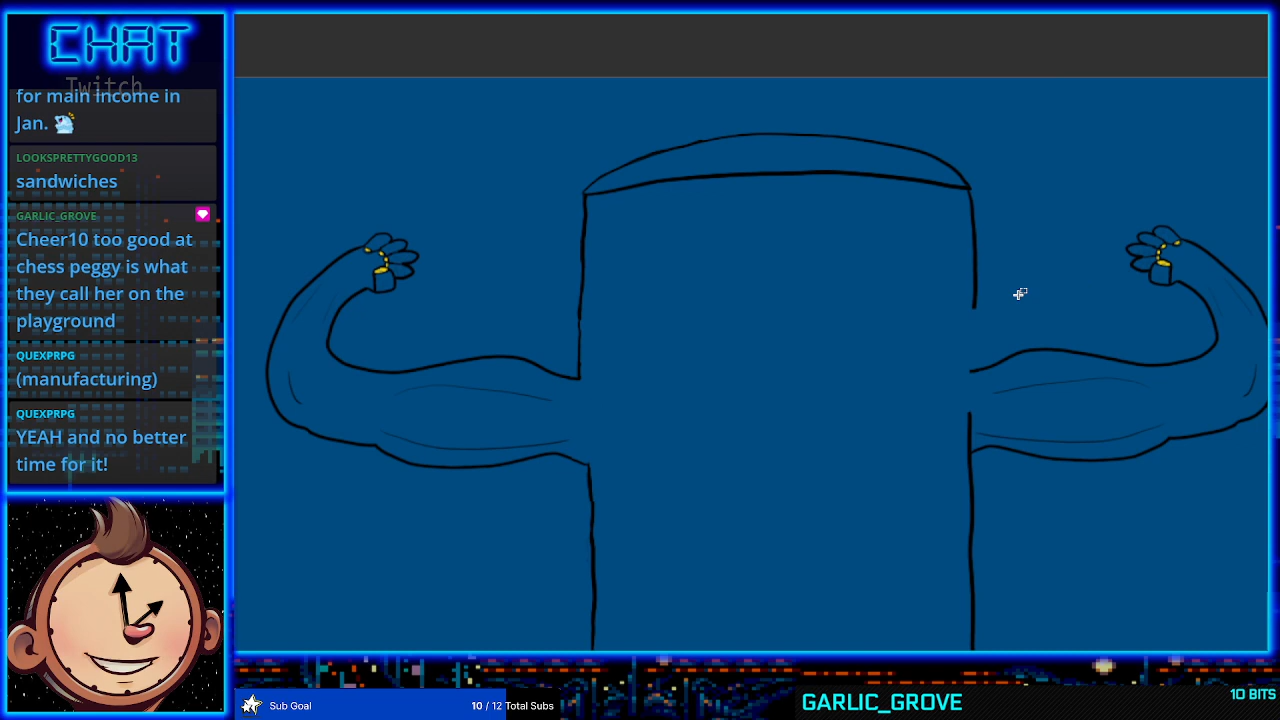 CHAT
Twitch
for main income in
Jan.
LOOKSPRETTYGOOD13
sandwiches
GARLIC_GROVE
Cheer10 too good at
chess peggy is what
they call her on the
playground
QUEXPRPG
(manufacturing)
QUEXPRPG
YEAH and no better
time for it!
Sub Goal
10 / 12 Total Subs
GARLIC_GROVE
10 BITS